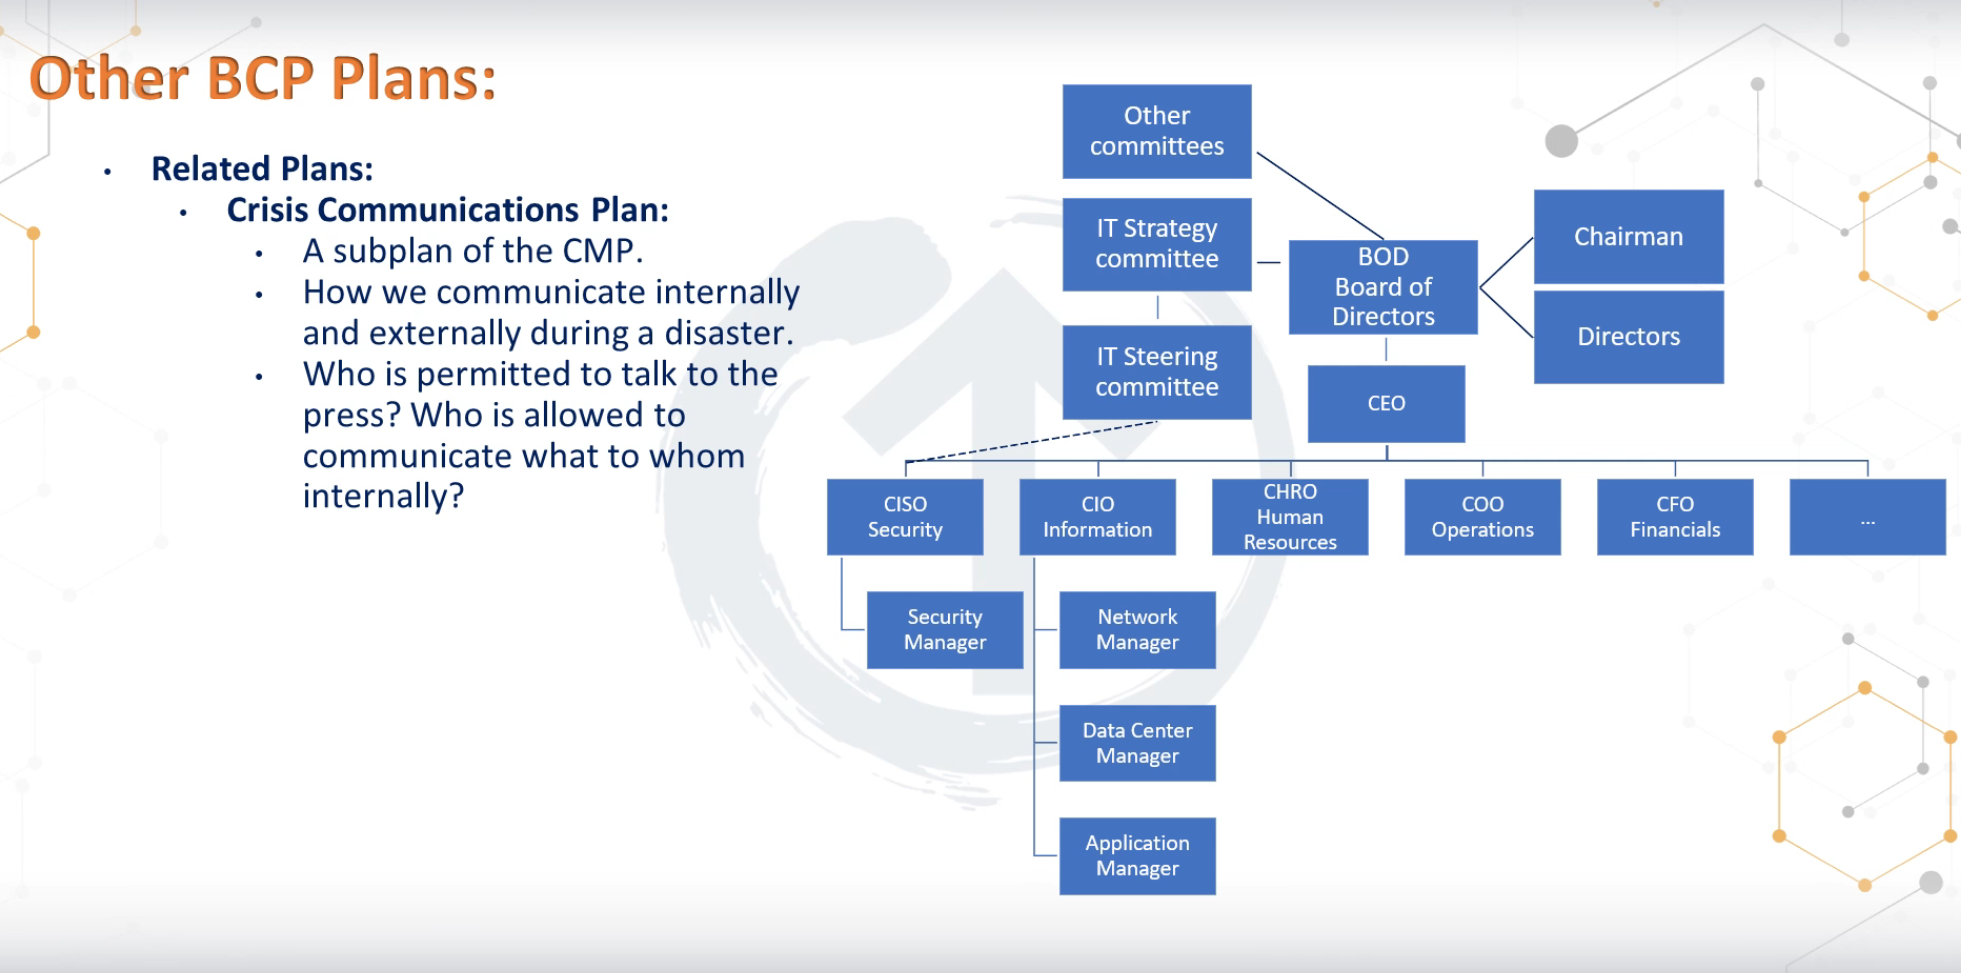 Other BCP Plans:
• Related Plans:
• Crisis Communications Plan:
• A subplan of the CMP.
• How we communicate internally
and externally during a disaster.
• Who is permitted to talk to the
press? Who is allowed to
communicate what to whom
internally?
Other
committees
IT Strategy
committee
IT Steering
committee
BOD
Board of
Directors
Chairman
Directors
CEO
CISO
Security
CIO
Information
CHRO
Human
Resources
COO
Operations
CFO
Financials
...
Security
Manager
Network
Manager
Data Center
Manager
Application
Manager